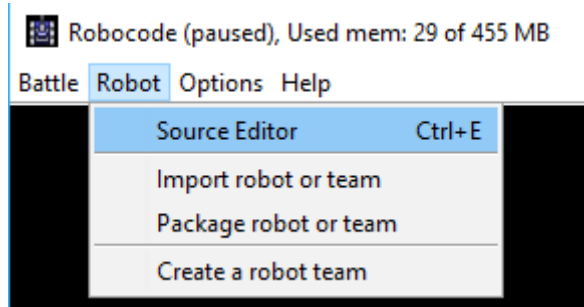 Robocode (paused), Used mem: 29 of 455 MB
Battle Robot Options Help
Source Editor Ctrl+E
Import robot or team
Package robot or team
Create a robot team